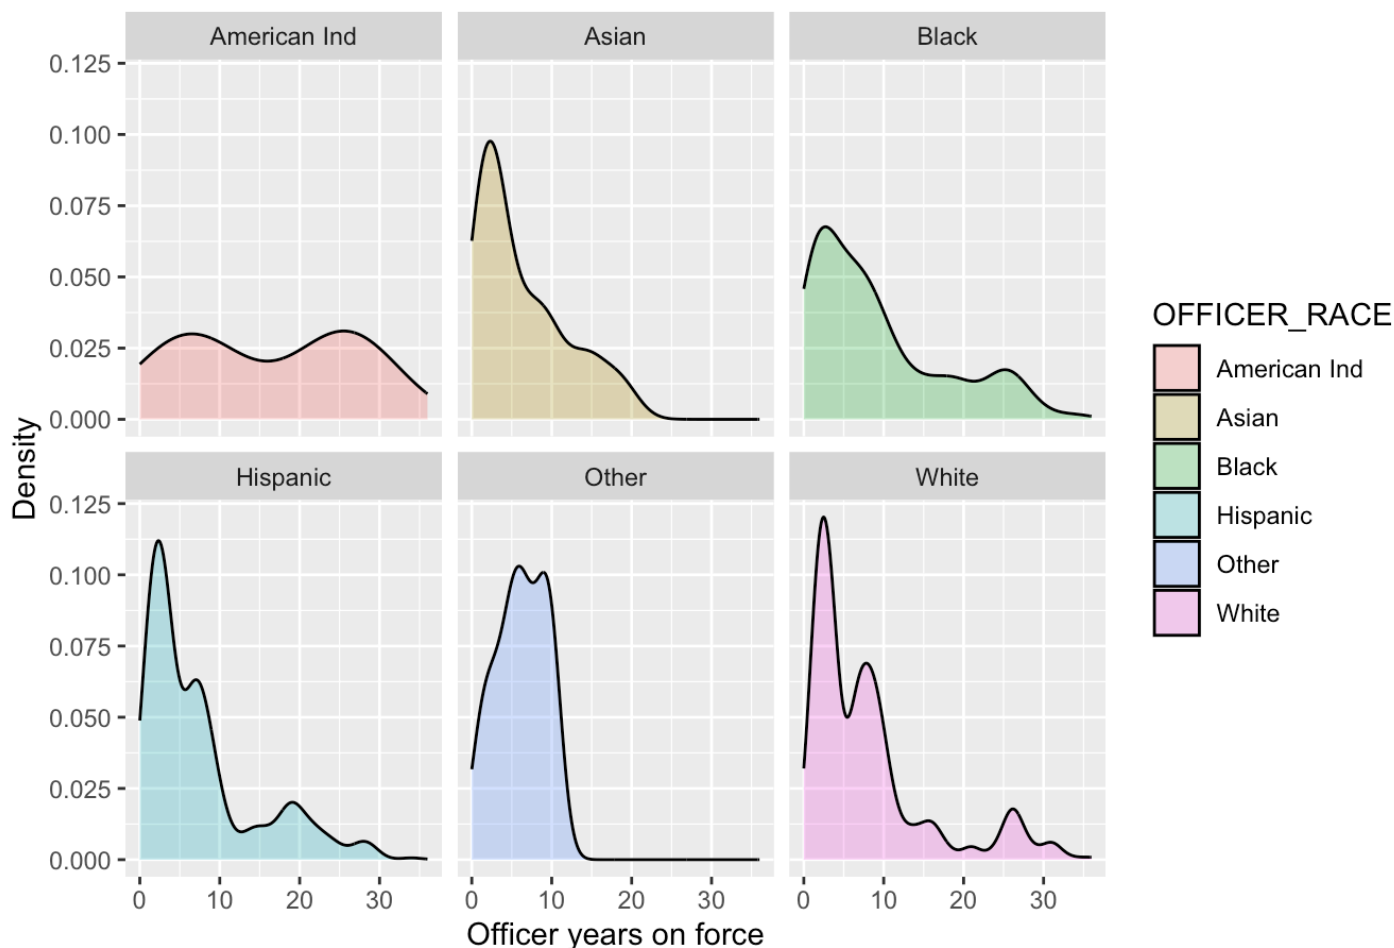 American Ind Asian Black
0.125
0.100
0.075
0.050
0.025
0.000
Hispanic Other White
0.125
0.100
0.075
0.050
0.025
0.000
0 10 20 30 0 10 20 30 0 10 20 30
Officer years on force
Density
OFFICER_RACE
American Ind
Asian
Black
Hispanic
Other
White